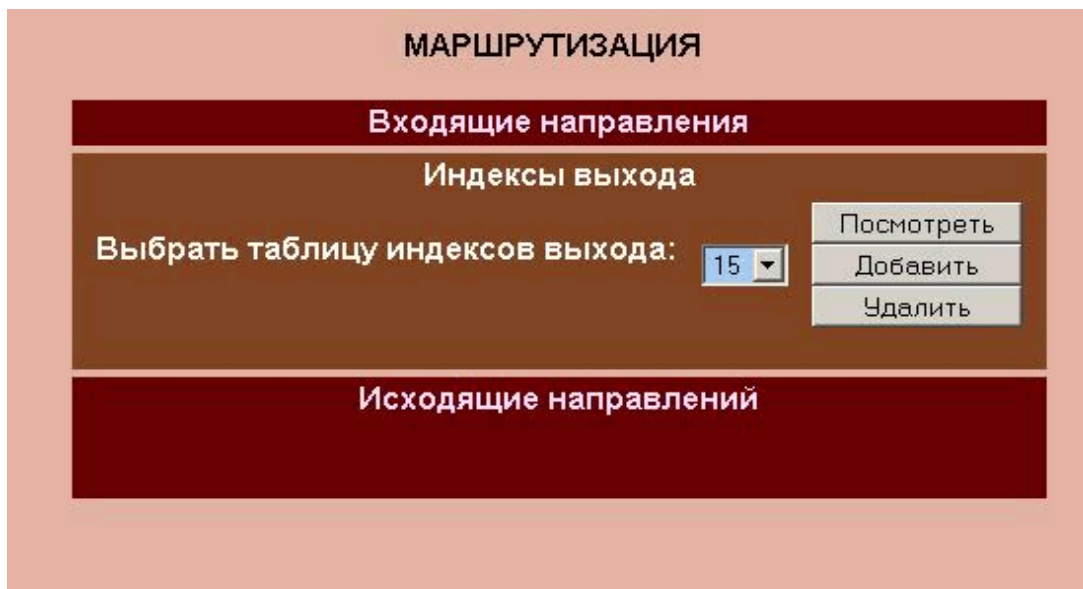 МАРШРУТИЗАЦИЯ
Входящие направления
Индексы выхода
Выбрать таблицу индексов выхода:
15
Посмотреть
Добавить
Удалить
Исходящие направлений